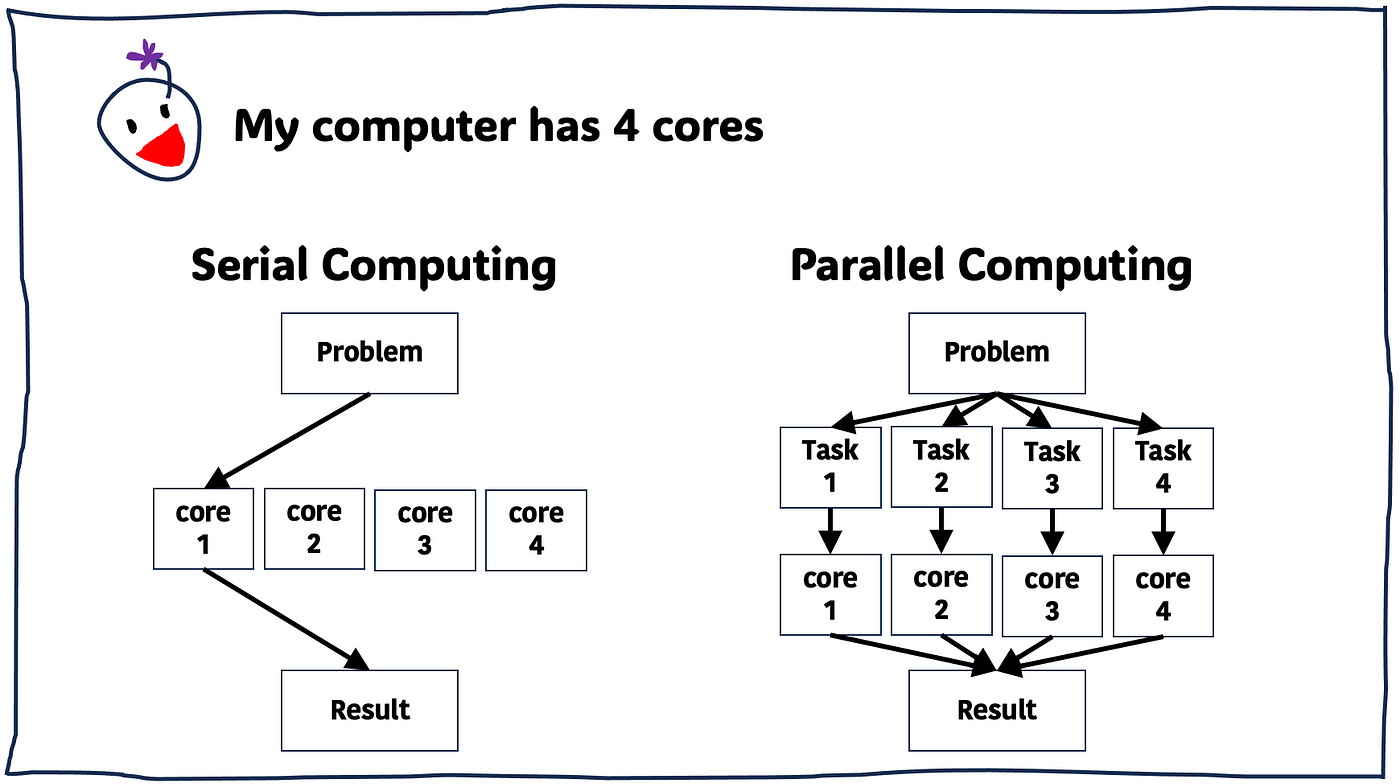 My computer has 4 cores
Serial Computing
Problem
core
1
core
2
core
3
core
4
Result
Parallel Computing
Problem
Task
1
Task
2
Task
3
Task
4
core
1
core
2
core
3
core
4
Result